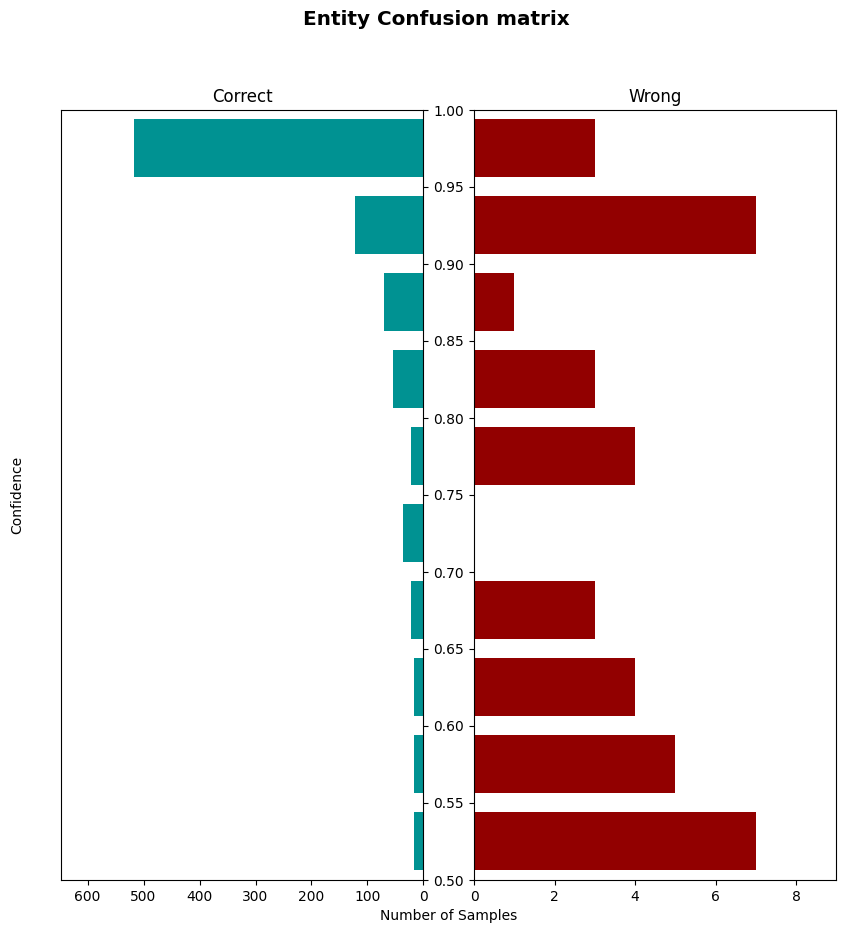 Entity Confusion matrix
Correct
Wrong
1.00
0.95
0.90
0.85
0.80
0.75
0.70
0.65
0.60
0.55
0.50
Confidence
600 500 400 300 200 100 0
0 2 4 6 8
Number of Samples